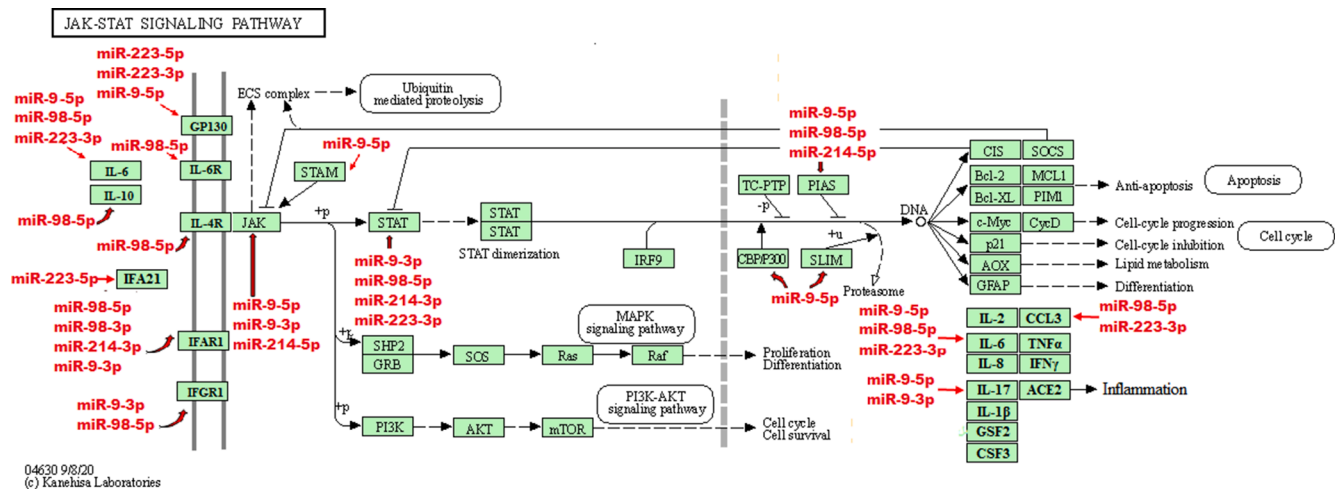 JAK-STAT SIGNALING PATHWAY
miR-223-5p
miR-223-3p
miR-9-5p
miR-9 -5p
miR-98-5p
miR-223-3p
miR-98-5p
GP130
IL-6
IL-10
IL-6R
miR-98-5p
IL-4R
JAK
miR-98-5p
miR-223-5p
IFA21
miR-98-5p
miR-98-3p
miR-214-3p
miR-9-3p
IFAR1
IFGR1
miR-9-3p
miR-98-5p
ECS complex
Ubiquitin
mediated proteolysis
miR-9-5p
STAM
+p
STAT
STAT
STAT
STAT dimerization
miR-9-5p
miR-9-3p
miR-214-5p
miR-9-3p
miR-98-5p
miR-214-3p
miR-223-3p
IRF9
MAPK
signaling pathway
SHP2
GRB
SOS
Ras
Raf
Proliferation
Differentiation
PI3K-AKT
signaling pathway
+p
PI3K
AKT
mTOR
Cell cycle
Cell survival
miR-9-5p
miR-98-5p
miR-214-5p
TC-PTP
PIAS
-p
+u
CBP/P300
SLIM
miR-9-5p
Proteasome
DNA
CIS
SOCS
Bcl-2
MCL1
Bcl-XL
PIM1
Anti-apoptosis
Apoptosis
c-Myc
CycD
Cell-cycle progression
p21
Cell-cycle inhibition
Cell cycle
AOX
Lipid metabolism
GFAP
Differentiation
miR-9 -5p
miR-98-5p
miR-223-3p
miR-9-5p
miR-9-3p
IL-2
CCL3
miR-98-5p
miR-223-3p
IL-6
TNFα
IL-8
IFNγ
IL-17
ACE2
Inflammation
IL-1β
GSF2
CSF3
04630 9/8/20
(c) Kanehisa Laboratories